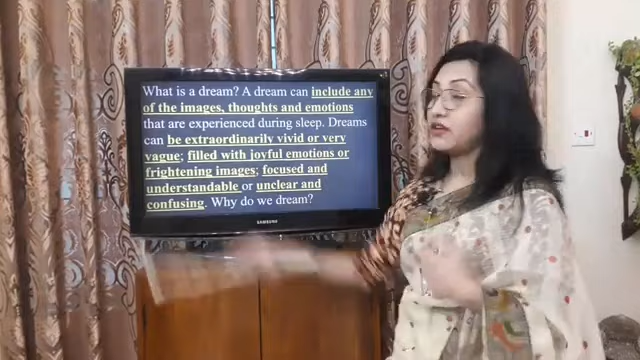 What is a dream? A dream can include any
of the images, thoughts and emotions
that are experienced during sleep. Dreams
can be extraordinarily vivid or very
vague; filled with joyful emotions or
frightening images; focused and
understandable or unclear and
confusing. Why do we dream?
SAMSUNG